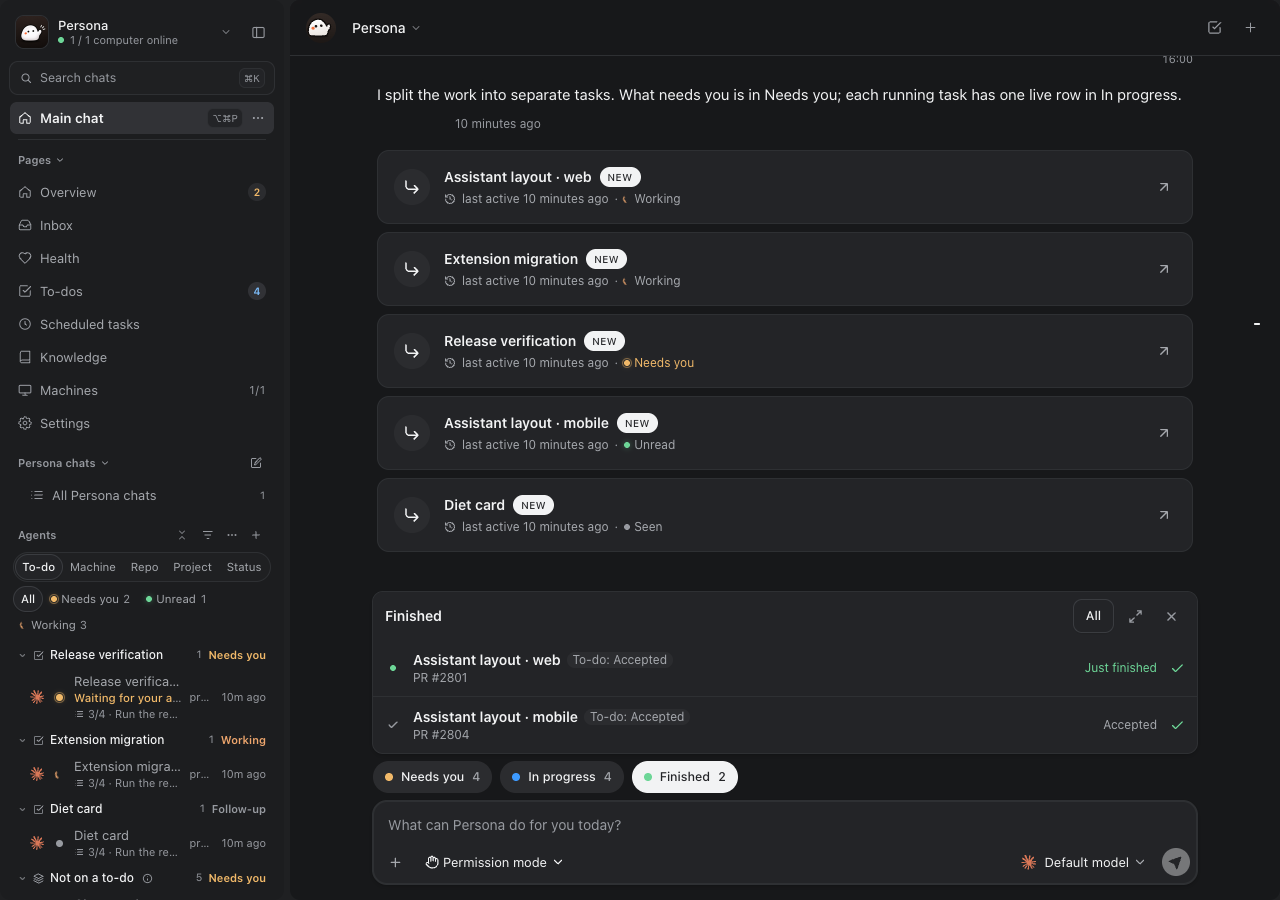 Persona
1 / 1 computer online
Search chats
⌘K
Main chat
⌥⌘P
Pages
Overview
2
Inbox
Health
To-dos
4
Scheduled tasks
Knowledge
Machines
1/1
Settings
Persona chats
All Persona chats
1
Agents
To-do Machine Repo Project Status
All Needs you 2 Unread 1
Working 3
Release verification 1 Needs you
Release verifica...
Waiting for your a... pr... 10m ago
3/4 · Run the re...
Extension migration 1 Working
Extension migra... pr... 10m ago
3/4 · Run the re...
Diet card 1 Follow-up
Diet card pr... 10m ago
3/4 · Run the re...
Not on a to-do 5 Needs you
Persona
16:00
I split the work into separate tasks. What needs you is in Needs you; each running task has one live row in In progress.
10 minutes ago
Assistant layout · web NEW
last active 10 minutes ago · Working
Extension migration NEW
last active 10 minutes ago · Working
Release verification NEW
last active 10 minutes ago · Needs you
Assistant layout · mobile NEW
last active 10 minutes ago · Unread
Diet card NEW
last active 10 minutes ago · Seen
Finished
All
Assistant layout · web To-do: Accepted
PR #2801
Just finished
Assistant layout · mobile To-do: Accepted
PR #2804
Accepted
Needs you 4 In progress 4 Finished 2
What can Persona do for you today?
Permission mode
Default model